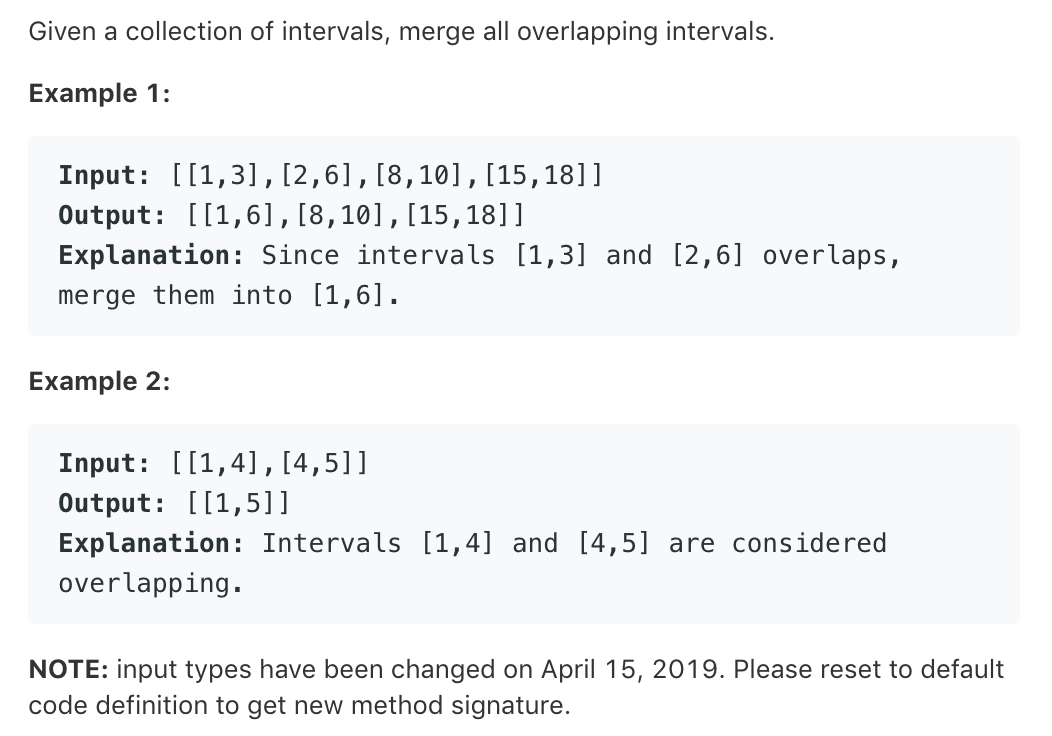 Given a collection of intervals, merge all overlapping intervals.
Example 1:
Input: [[1,3],[2,6],[8,10],[15,18]]
Output: [[1,6],[8,10],[15,18]]
Explanation: Since intervals [1,3] and [2,6] overlaps,
merge them into [1,6].
Example 2:
Input: [[1,4],[4,5]]
Output: [[1,5]]
Explanation: Intervals [1,4] and [4,5] are considered
overlapping.
NOTE: input types have been changed on April 15, 2019. Please reset to default
code definition to get new method signature.